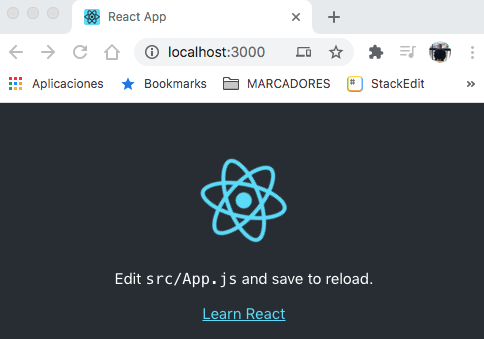 React App
localhost:3000
Aplicaciones
Bookmarks
MARCADORES
StackEdit
Edit src/App.js and save to reload.
Learn React